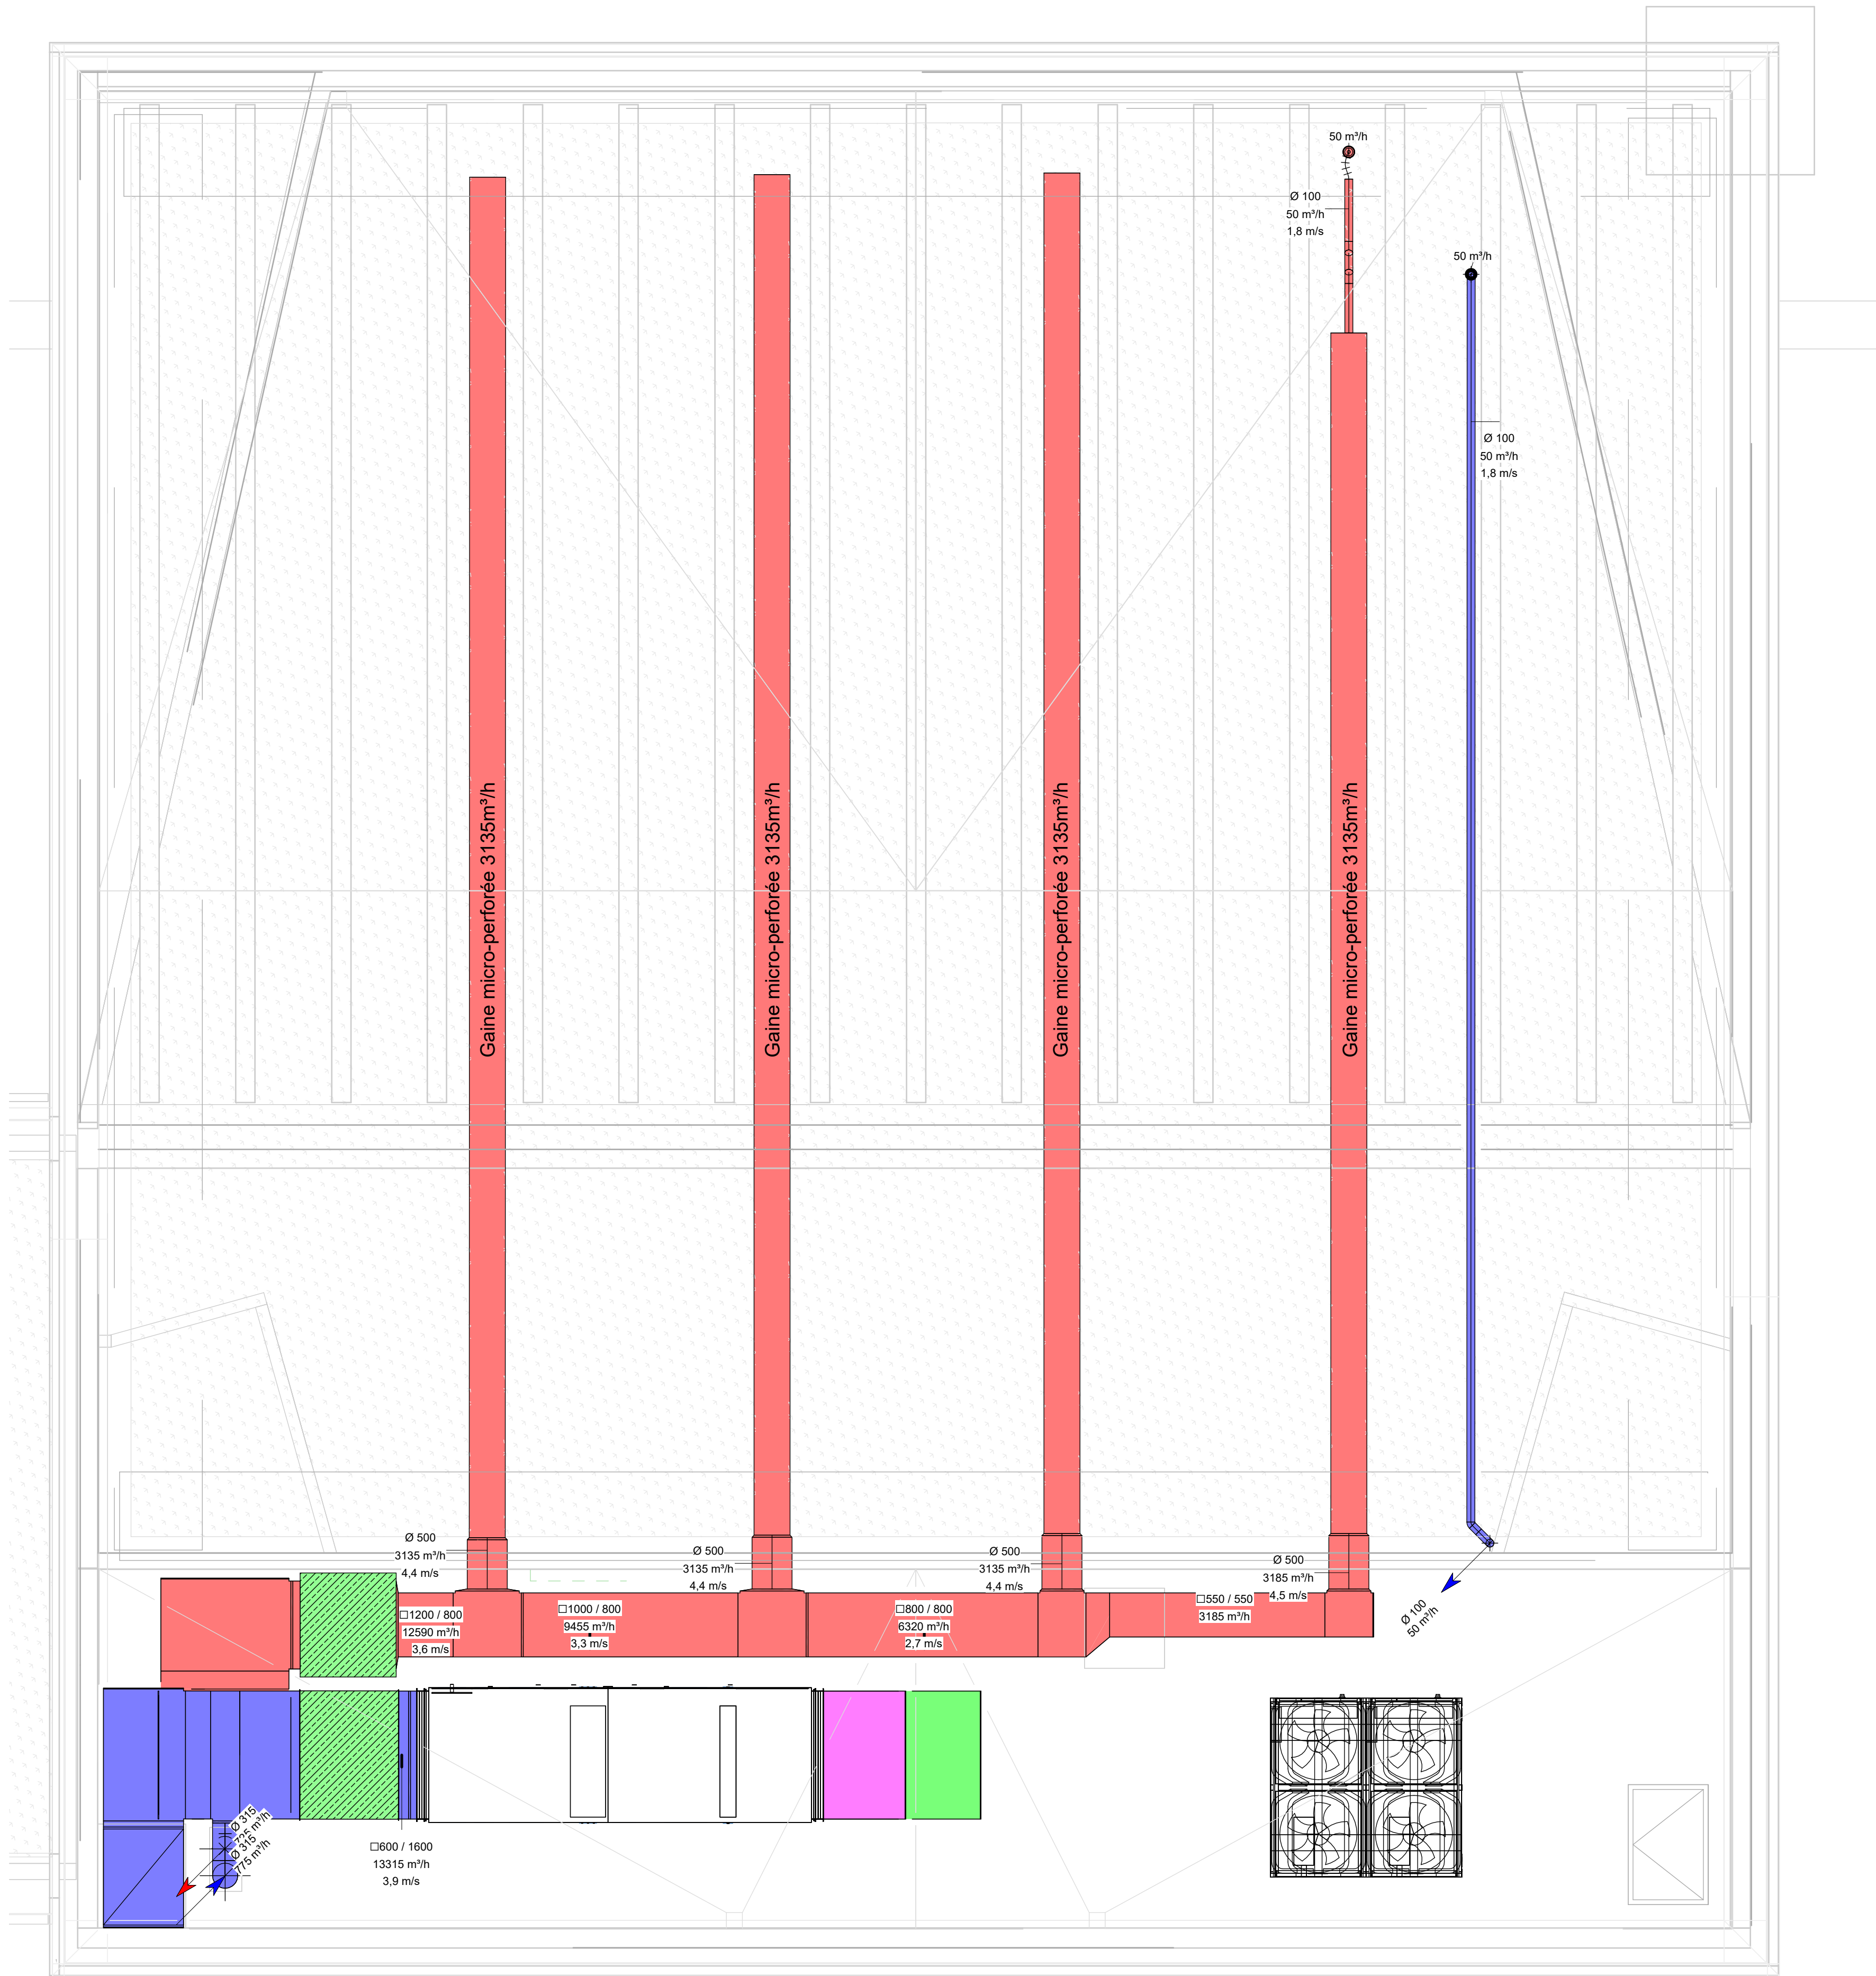 50 m³/h
Ø 100
50 m³/h
1,8 m/s
50 m³/h
Ø 100
50 m³/h
1,8 m/s
Gaine micro-perforée 3135m³/h
Gaine micro-perforée 3135m³/h
Gaine micro-perforée 3135m³/h
Gaine micro-perforée 3135m³/h
Ø 500
3135 m³/h
4,4 m/s
Ø 500
3135 m³/h
4,4 m/s
Ø 500
3135 m³/h
4,4 m/s
Ø 500
3185 m³/h
4,5 m/s
☐1200 / 800
12590 m³/h
3,6 m/s
☐1000 / 800
9455 m³/h
3,3 m/s
☐800 / 800
6320 m³/h
2,7 m/s
☐550 / 550
3185 m³/h
Ø 100
50 m³/h
Ø 315
725 m³/h
Ø 315
775 m³/h
☐600 / 1600
13315 m³/h
3,9 m/s